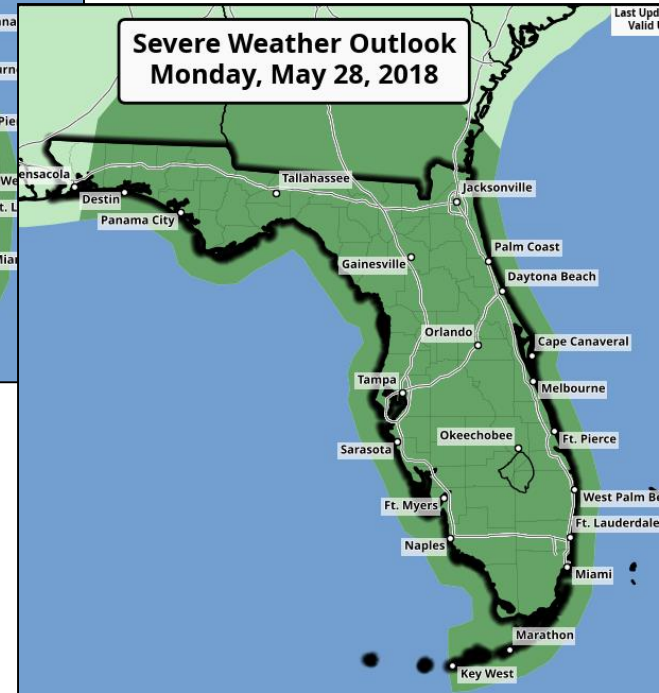 Severe Weather Outlook
Monday, May 28, 2018
Last Upd
Valid
ensacola
Destin
Panama City
Tallahassee
Jacksonville
Gainesville
Palm Coast
Daytona Beach
Orlando
Cape Canaveral
Tampa
Melbourne
Okeechobee
Ft. Pierce
Sarasota
Ft. Myers
West Palm Be
Ft. Lauderdale
Naples
Miami
Marathon
Key West